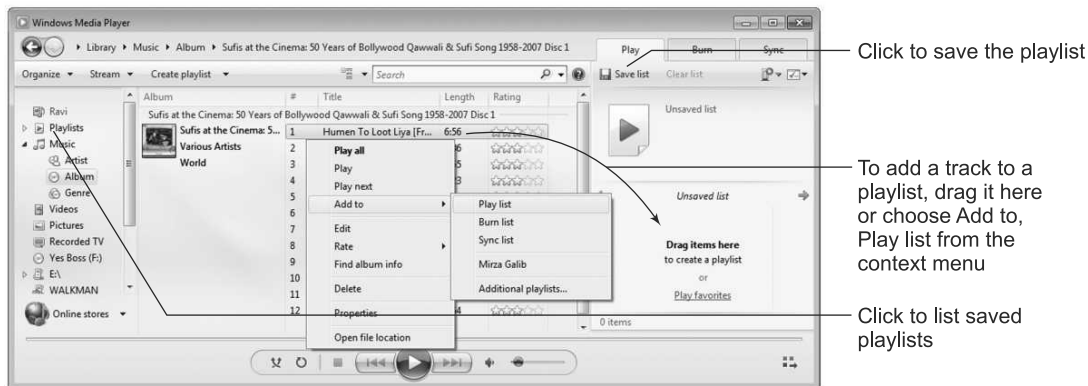 Windows Media Player
Library ▸ Music ▸ Album ▸ Sufis at the Cinema: 50 Years of Bollywood Qawwali & Sufi Song 1958-2007 Disc 1
Play Burn Sync
Organize Stream Create playlist Search Save list Clear list
Click to save the playlist
Ravi
Playlists
Music
Artist
Album
Genre
Videos
Pictures
Recorded TV
Yes Boss (F:)
E:\
WALKMAN
Online stores
Album # Title Length Rating
Sufis at the Cinema: 50 Years of Bollywood Qawwali & Sufi Song 1958-2007 Disc 1
Sufis at the Cinema: 5...
Various Artists
World
1 Humen To Loot Liya [Fr... 6:56
2
3
4
5
6
7
8
9
10
11
12
Play all
Play
Play next
Add to
Edit
Rate
Find album info
Delete
Properties
Open file location
Play list
Burn list
Sync list
Mirza Galib
Additional playlists...
Unsaved list
Unsaved list
Drag items here
to create a playlist
or
Play favorites
0 items
To add a track to a
playlist, drag it here
or choose Add to,
Play list from the
context menu
Click to list saved
playlists